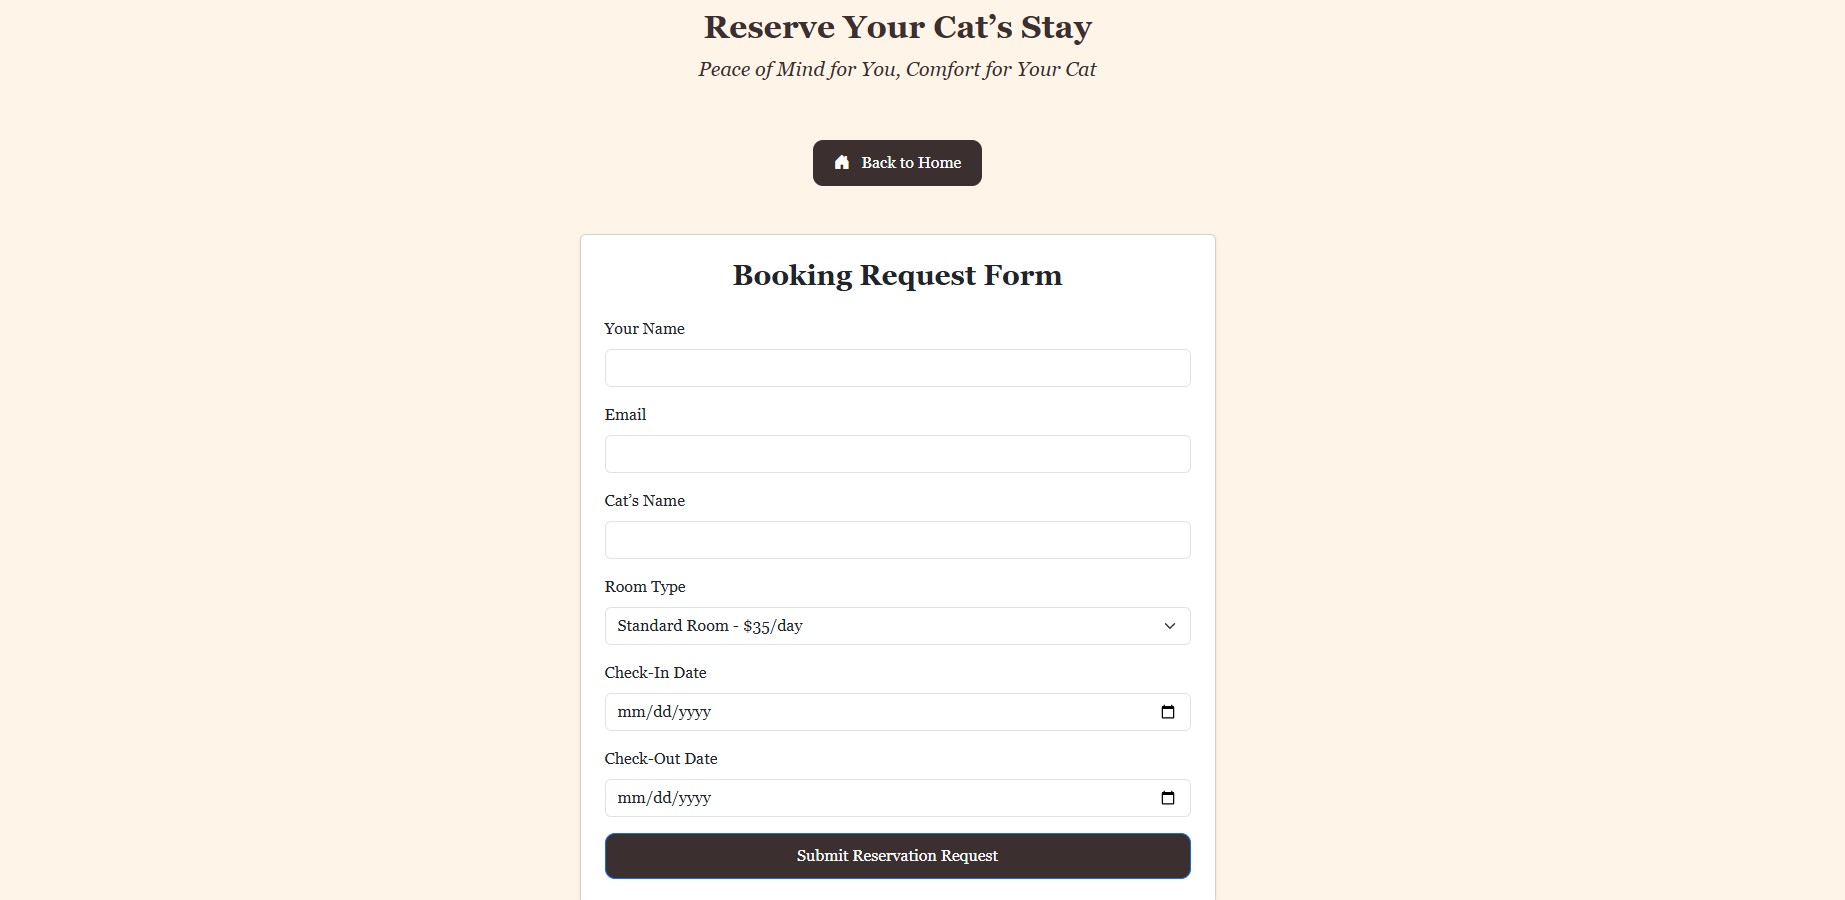 Reserve Your Cat’s Stay
Peace of Mind for You, Comfort for Your Cat
Back to Home
Booking Request Form
Your Name
Email
Cat’s Name
Room Type
Standard Room - $35/day
Check-In Date
mm/dd/yyyy
Check-Out Date
mm/dd/yyyy
Submit Reservation Request